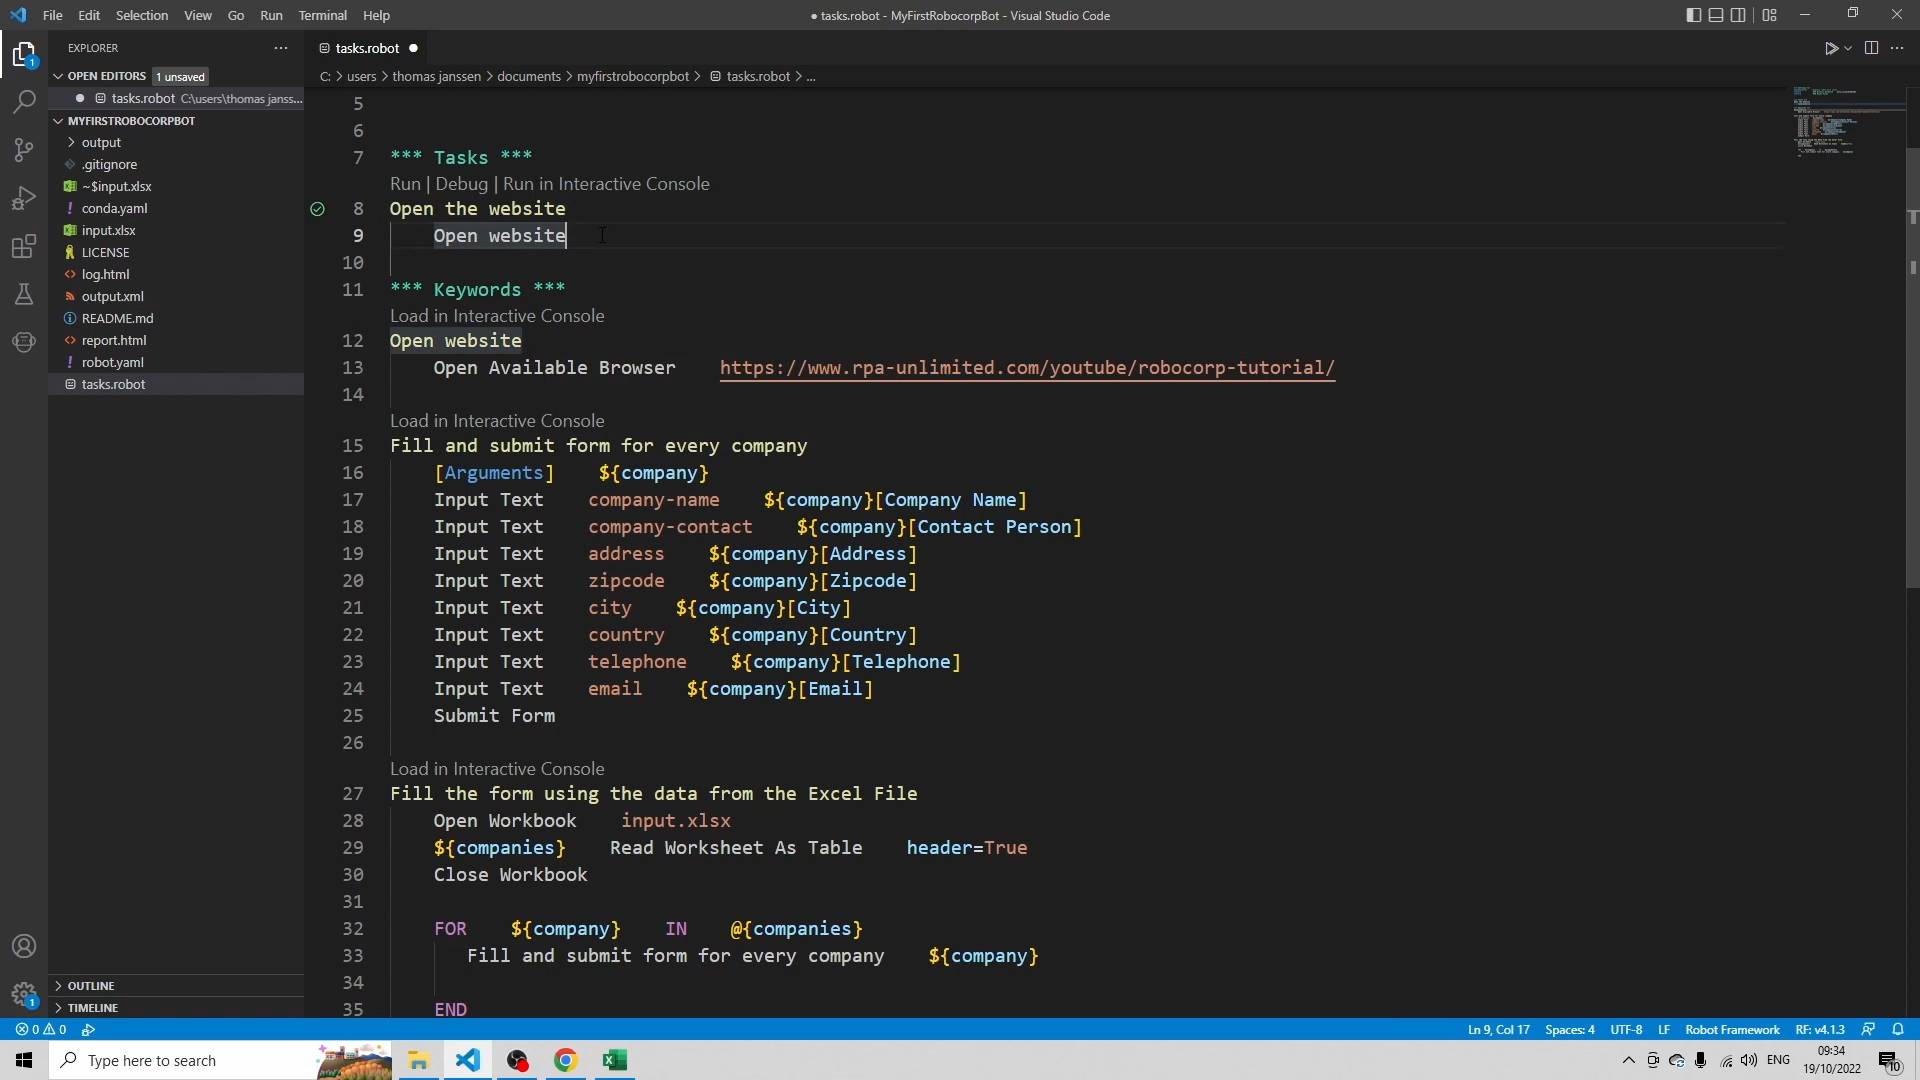 File Edit Selection View Go Run Terminal Help
● tasks.robot - MyFirstRobocorpBot - Visual Studio Code
EXPLORER
OPEN EDITORS 1 unsaved
tasks.robot C:\users\thomas janss...
MYFIRSTROBOCORPBOT
output
.gitignore
~$input.xlsx
conda.yaml
input.xlsx
LICENSE
log.html
output.xml
README.md
report.html
robot.yaml
tasks.robot
OUTLINE
TIMELINE
tasks.robot
C: > users > thomas janssen > documents > myfirstrobocorpbot > tasks.robot > ...
5
6
7 *** Tasks ***
Run | Debug | Run in Interactive Console
8 Open the website
9 Open website
10
11 *** Keywords ***
Load in Interactive Console
12 Open website
13 Open Available Browser https://www.rpa-unlimited.com/youtube/robocorp-tutorial/
14
Load in Interactive Console
15 Fill and submit form for every company
16 [Arguments] ${company}
17 Input Text company-name ${company}[Company Name]
18 Input Text company-contact ${company}[Contact Person]
19 Input Text address ${company}[Address]
20 Input Text zipcode ${company}[Zipcode]
21 Input Text city ${company}[City]
22 Input Text country ${company}[Country]
23 Input Text telephone ${company}[Telephone]
24 Input Text email ${company}[Email]
25 Submit Form
26
Load in Interactive Console
27 Fill the form using the data from the Excel File
28 Open Workbook input.xlsx
29 ${companies} Read Worksheet As Table header=True
30 Close Workbook
31
32 FOR ${company} IN @{companies}
33 Fill and submit form for every company ${company}
34
35 END
0 0
Ln 9, Col 17 Spaces: 4 UTF-8 LF Robot Framework RF: v4.1.3
Type here to search
ENG
09:34
19/10/2022
10